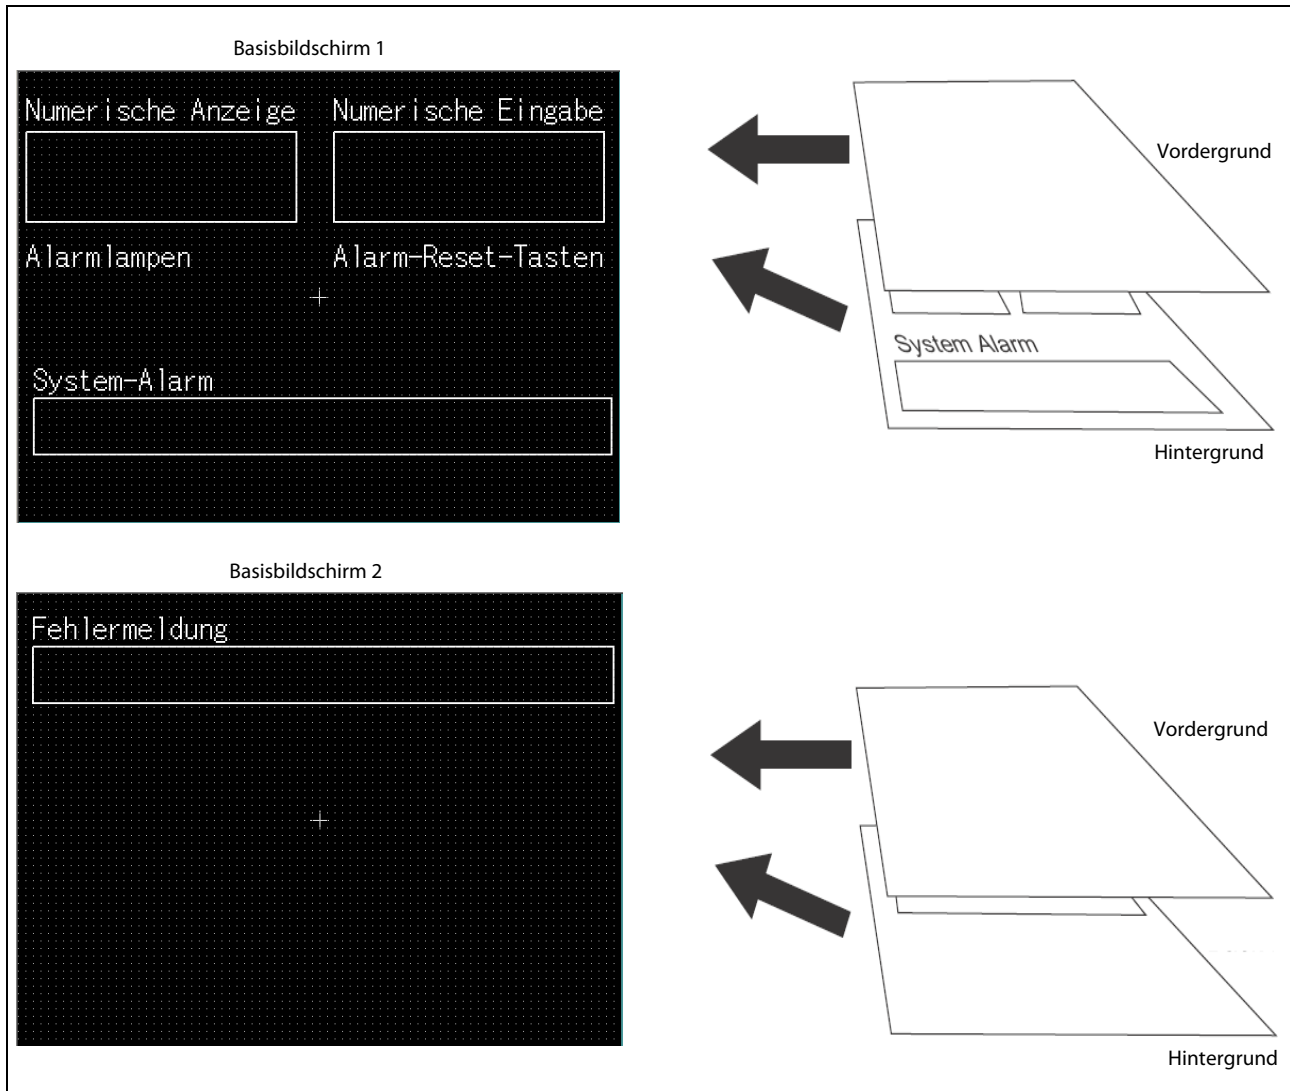 Basisbildschirm 1
Numerische Anzeige Numerische Eingabe
Alarmlampen Alarm-Reset-Tasten
System-Alarm
Vordergrund
System Alarm
Hintergrund
Basisbildschirm 2
Fehlermeldung
Vordergrund
Hintergrund